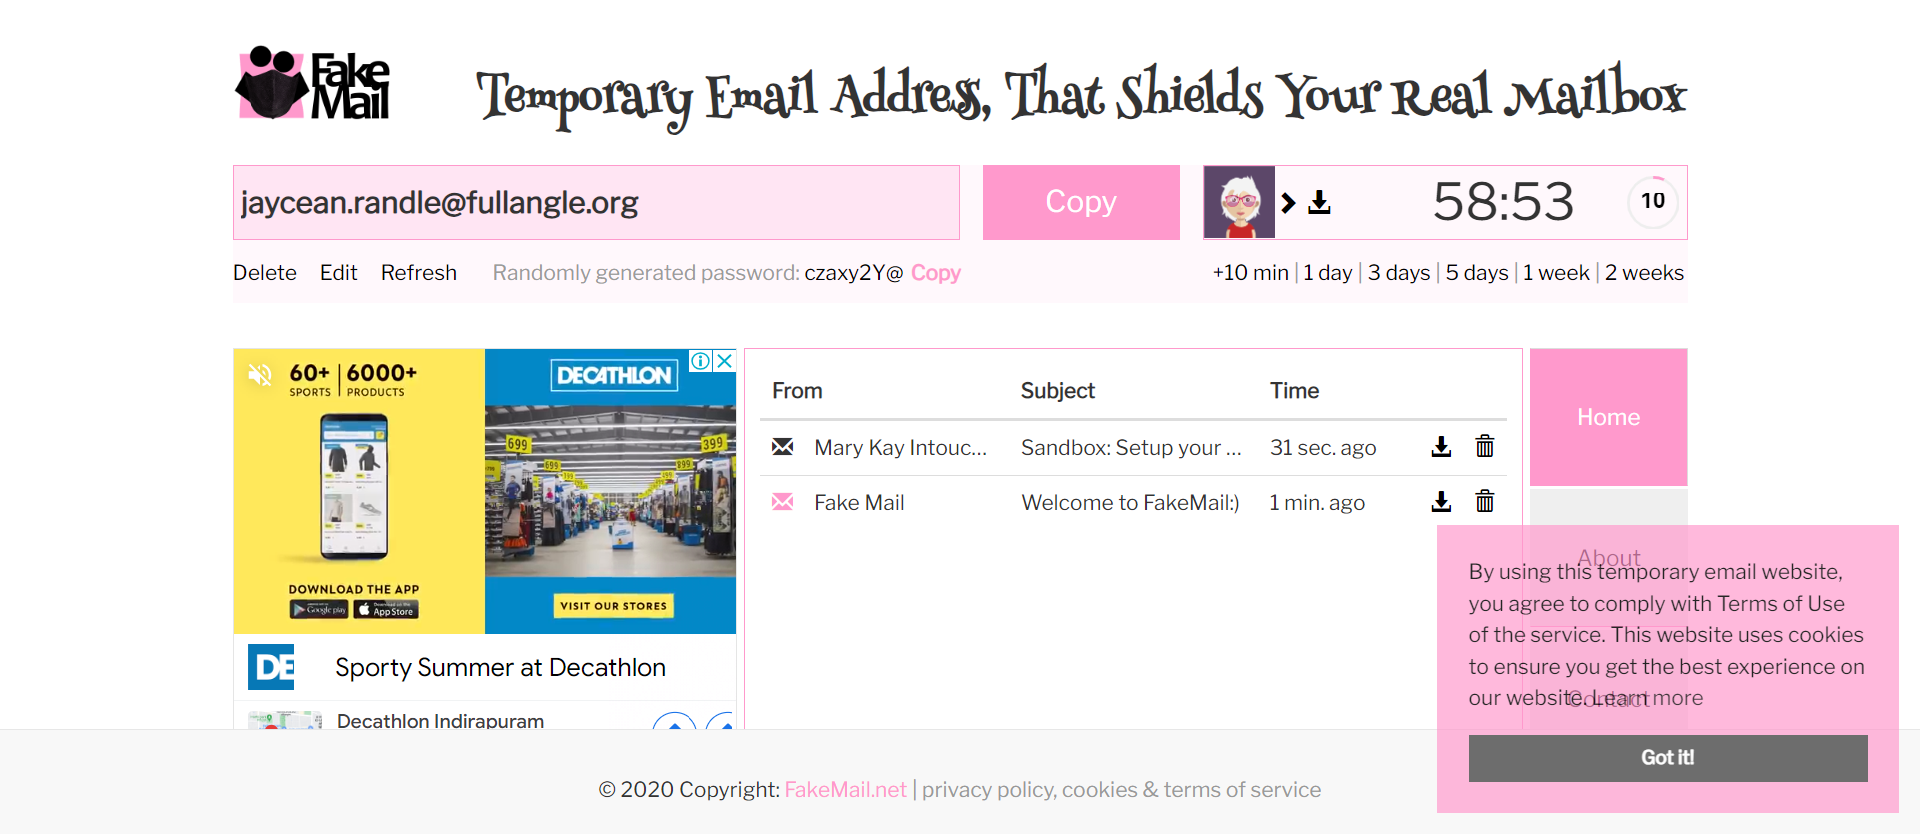 Fake
Mail
Temporary Email Address, That Shields Your Real Mailbox
jaycean.randle@fullangle.org
Copy
58:53
10
Delete Edit Refresh Randomly generated password: czaxy2Y@ Copy
+10 min | 1 day | 3 days | 5 days | 1 week | 2 weeks
60+ 6000+
SPORTS PRODUCTS
DECATHLON
699
399
699
699
899
DOWNLOAD THE APP
Google play
App Store
VISIT OUR STORES
DE
Sporty Summer at Decathlon
Decathlon Indirapuram
From Subject Time
Mary Kay Intouc... Sandbox: Setup your ... 31 sec. ago
Fake Mail Welcome to FakeMail:) 1 min. ago
Home
About
Contact
By using this temporary email website,
you agree to comply with Terms of Use
of the service. This website uses cookies
to ensure you get the best experience on
our website. Learn more
Got it!
© 2020 Copyright: FakeMail.net | privacy policy, cookies & terms of service